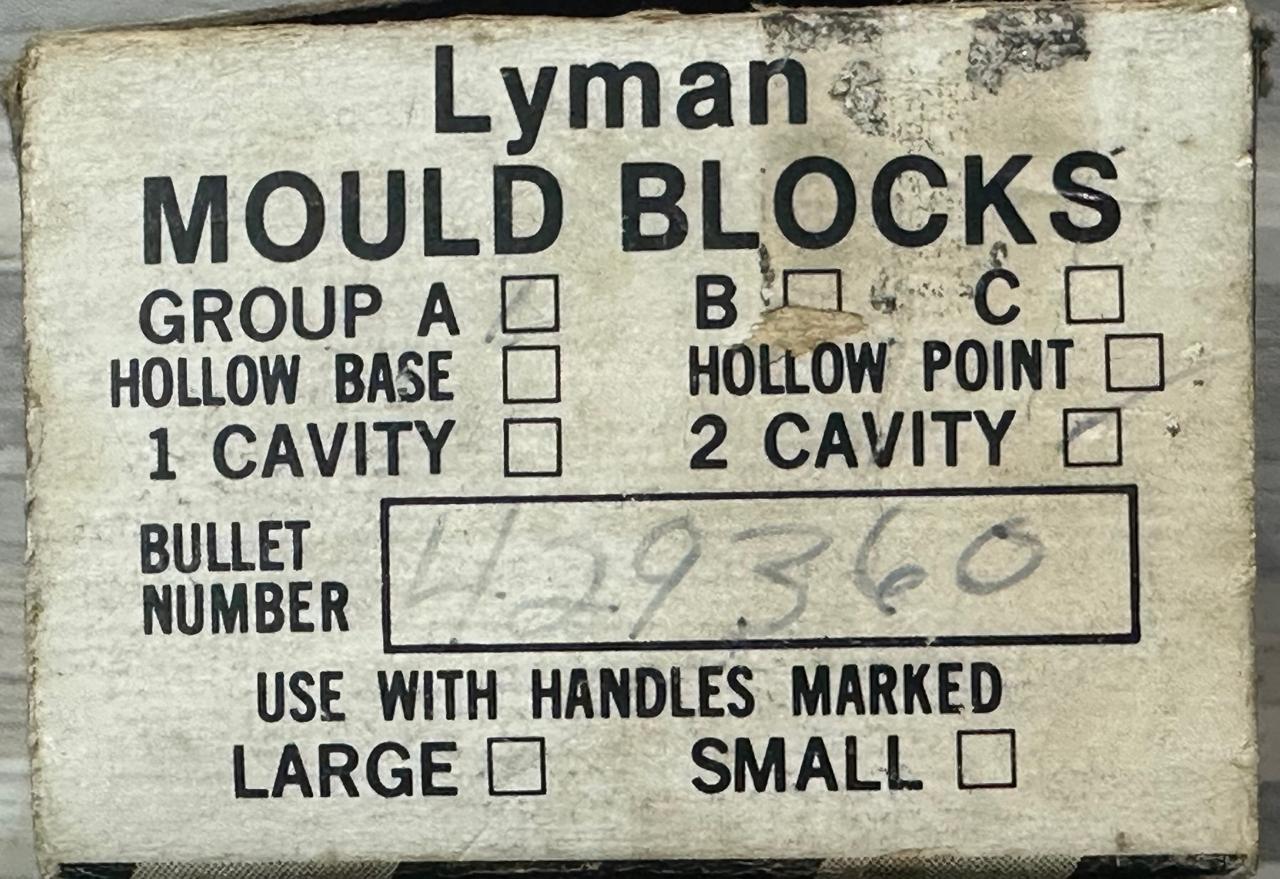 Lyman
MOULD BLOCKS
GROUP A □ B □ C □
HOLLOW BASE □ HOLLOW POINT □
1 CAVITY □ 2 CAVITY □
BULLET NUMBER 429360
USE WITH HANDLES MARKED
LARGE □ SMALL □